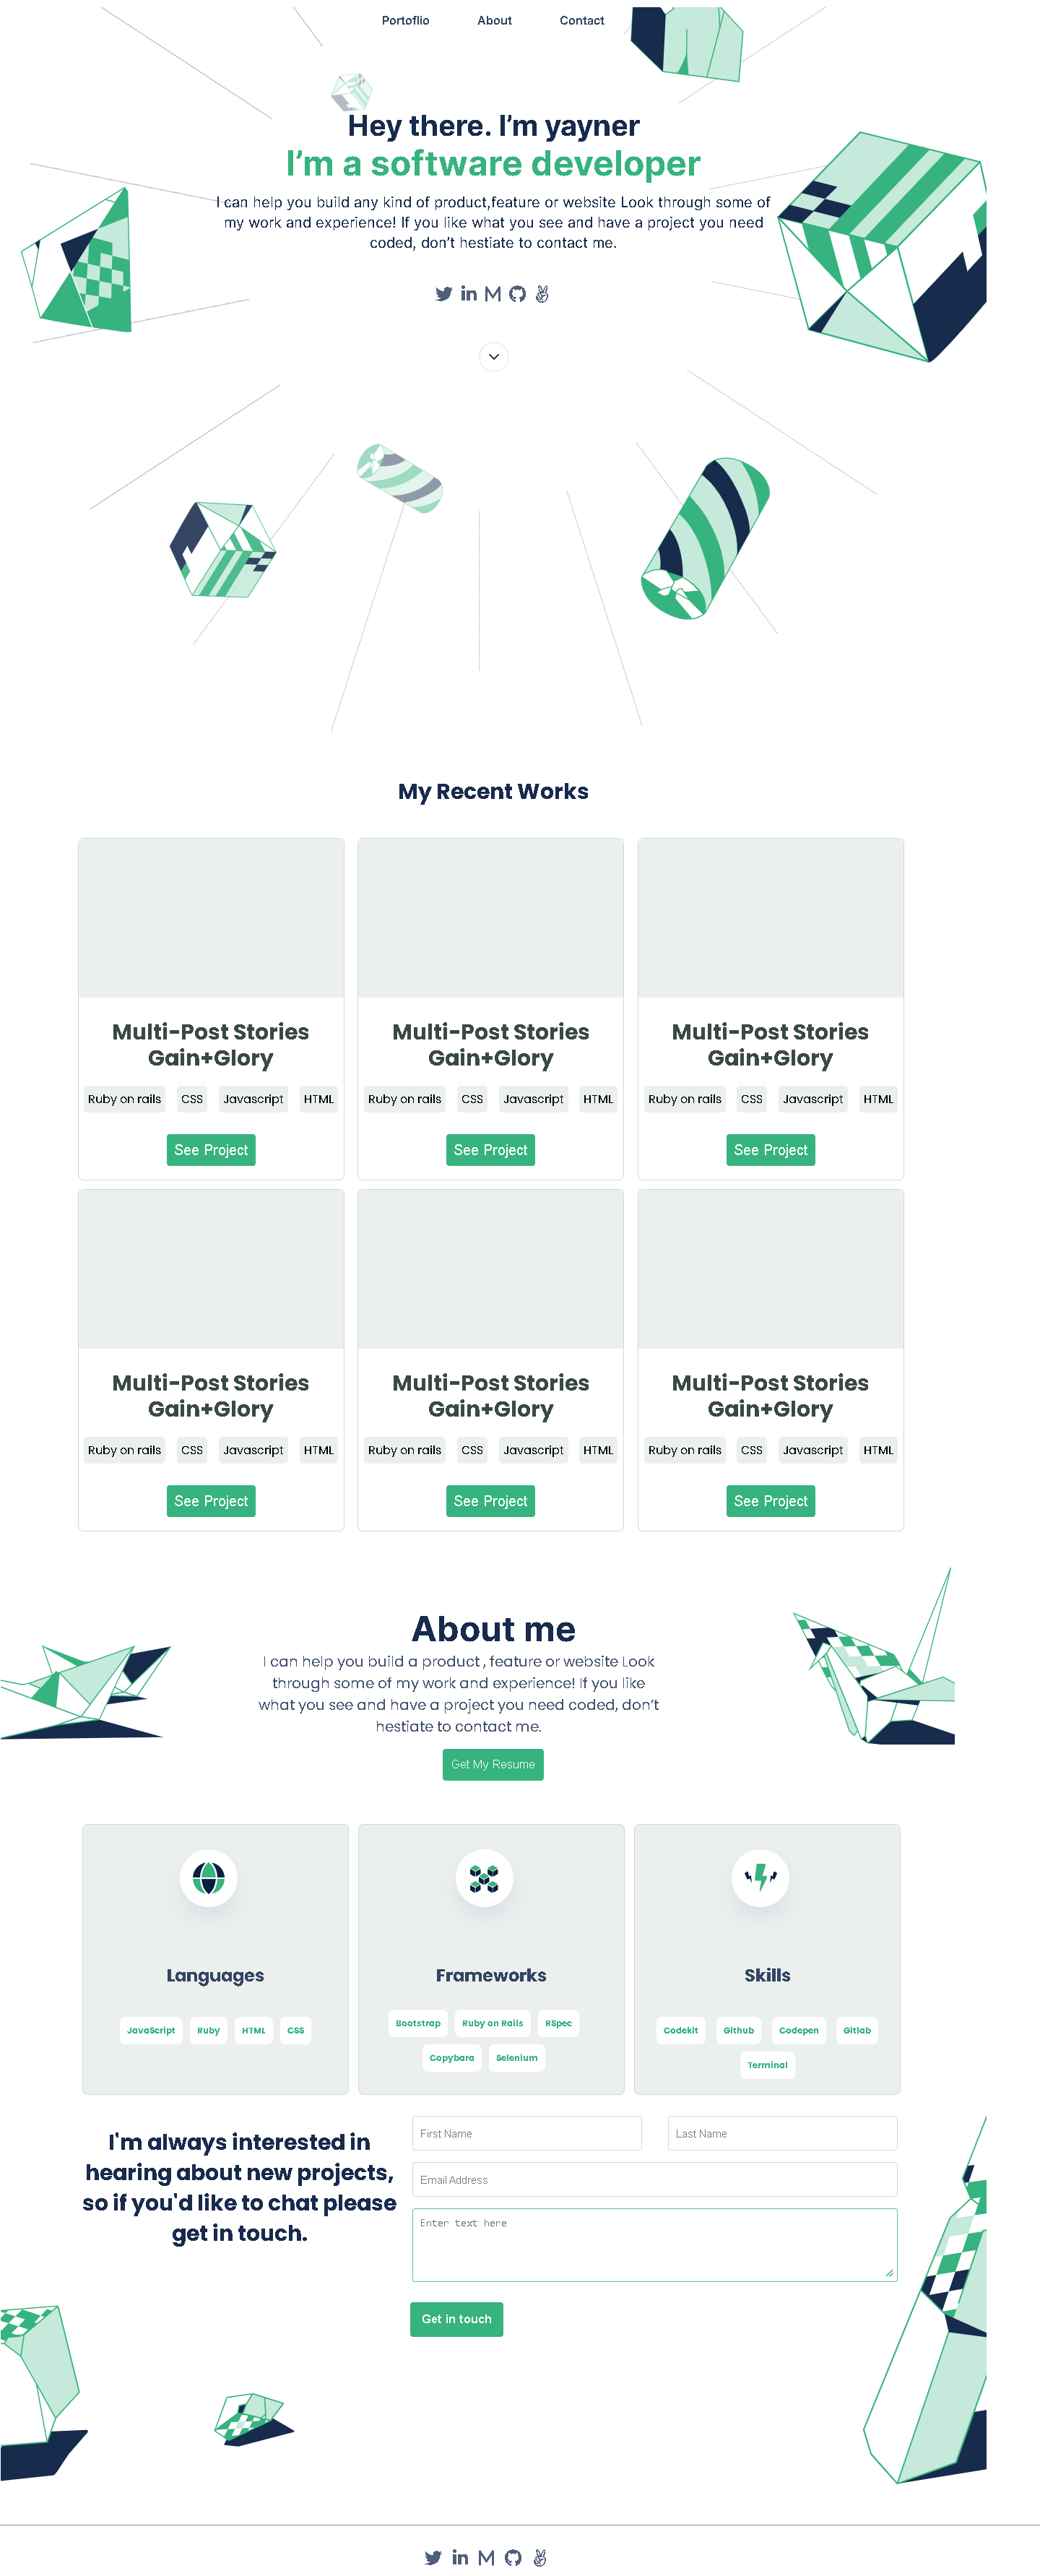 Portoflio About Contact
Hey there. I'm yayner
I'm a software developer
I can help you build any kind of product,feature or website Look through some of
my work and experience! If you like what you see and have a project you need
coded, don't hestiate to contact me.
My Recent Works
Multi-Post Stories
Gain+Glory
Ruby on rails CSS Javascript HTML
See Project
Multi-Post Stories
Gain+Glory
Ruby on rails CSS Javascript HTML
See Project
Multi-Post Stories
Gain+Glory
Ruby on rails CSS Javascript HTML
See Project
Multi-Post Stories
Gain+Glory
Ruby on rails CSS Javascript HTML
See Project
Multi-Post Stories
Gain+Glory
Ruby on rails CSS Javascript HTML
See Project
Multi-Post Stories
Gain+Glory
Ruby on rails CSS Javascript HTML
See Project
About me
I can help you build a product , feature or website Look
through some of my work and experience! If you like
what you see and have a project you need coded, don't
hestiate to contact me.
Get My Resume
Languages
JavaScript Ruby HTML CSS
Frameworks
Bootstrap Ruby on Rails RSpec
Copybara Selenium
Skills
Codekit Github Codepen Gitlab
Terminal
I'm always interested in
hearing about new projects,
so if you'd like to chat please
get in touch.
First Name Last Name
Email Address
Enter text here
Get in touch